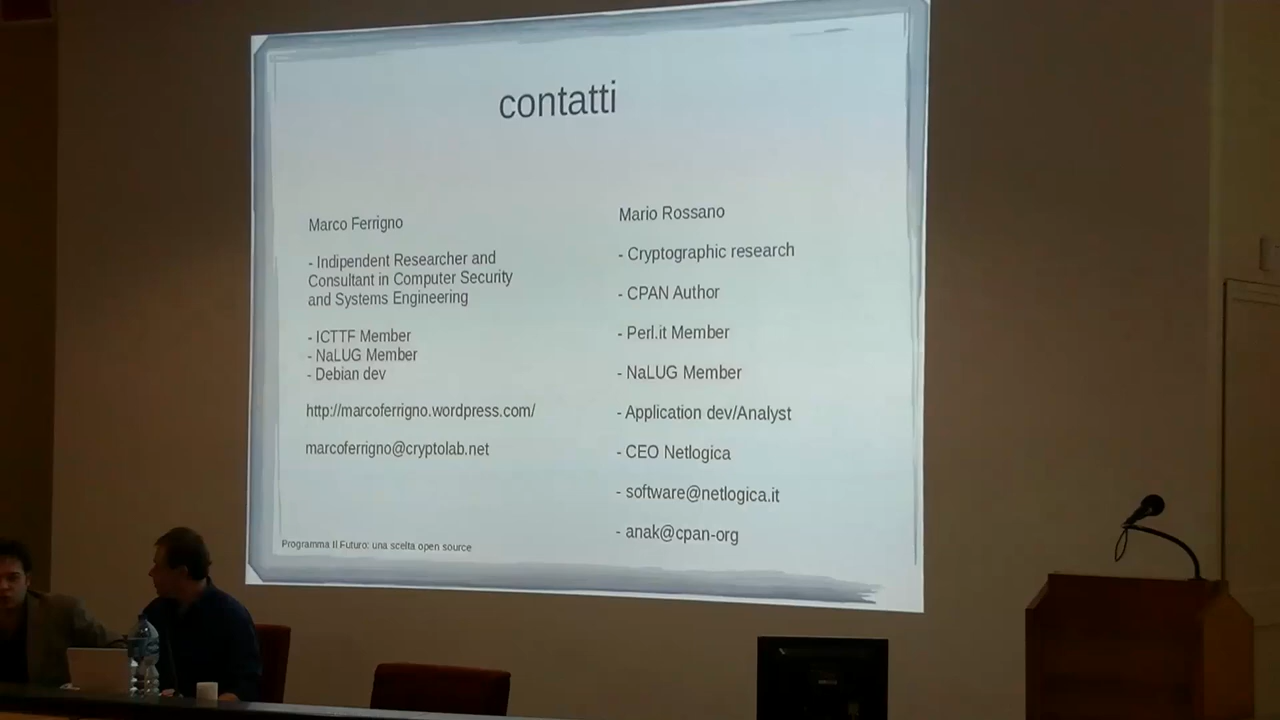 contatti
Marco Ferrigno
- Indipendent Researcher and
Consultant in Computer Security
and Systems Engineering
- ICTTF Member
- NaLUG Member
- Debian dev
http://marcoferrigno.wordpress.com/
marcoferrigno@cryptolab.net
Mario Rossano
- Cryptographic research
- CPAN Author
- Perl.it Member
- NaLUG Member
- Application dev/Analyst
- CEO Netlogica
- software@netlogica.it
- anak@cpan-org
Programma Il Futuro: una scelta open source